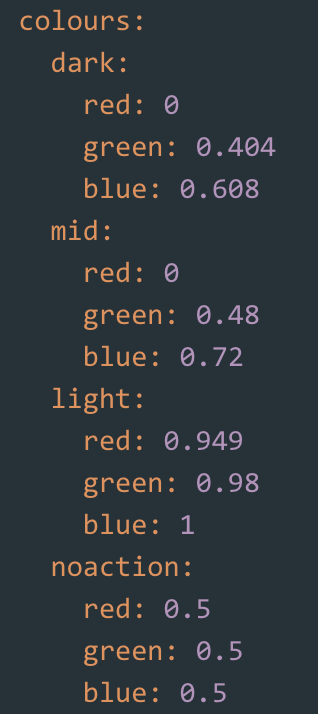 colours:
  dark:
    red: 0
    green: 0.404
    blue: 0.608
  mid:
    red: 0
    green: 0.48
    blue: 0.72
  light:
    red: 0.949
    green: 0.98
    blue: 1
  noaction:
    red: 0.5
    green: 0.5
    blue: 0.5